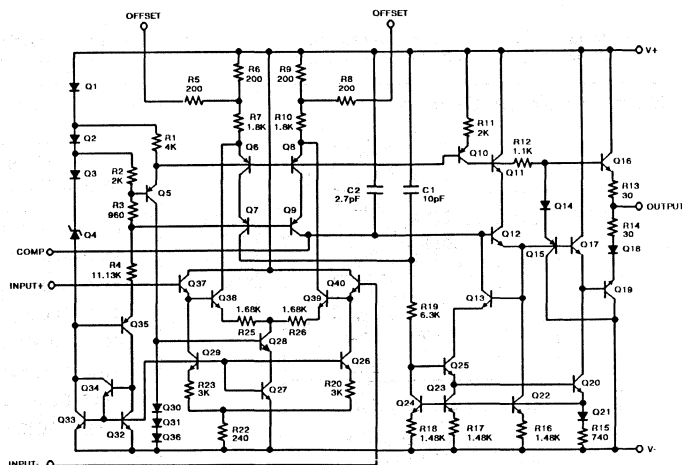 OFFSET
OFFSET
V+
R5
200
R6
200
R9
200
R8
200
Q1
R7
1.8K
R10
1.8K
R11
2K
R1
4K
Q2
R12
1.1K
Q6
Q8
Q10
Q11
Q16
Q3
R2
2K
Q5
R13
30
R3
960
C2
2.7pF
C1
10pF
Q14
OUTPUT
Q4
Q7
Q9
Q12
R14
30
Q15
Q17
Q18
COMP
R4
11.13K
INPUT+
Q37
Q38
Q39
Q40
Q13
Q19
1.68K
R25
1.68K
R26
R19
6.3K
Q35
Q28
Q29
Q26
Q25
Q34
Q27
Q20
R23
3K
R20
3K
Q24
Q23
Q22
Q21
Q33
Q32
Q30
Q31
Q36
R22
240
R18
1.48K
R17
1.48K
R16
1.48K
R15
740
V-
INPUT-